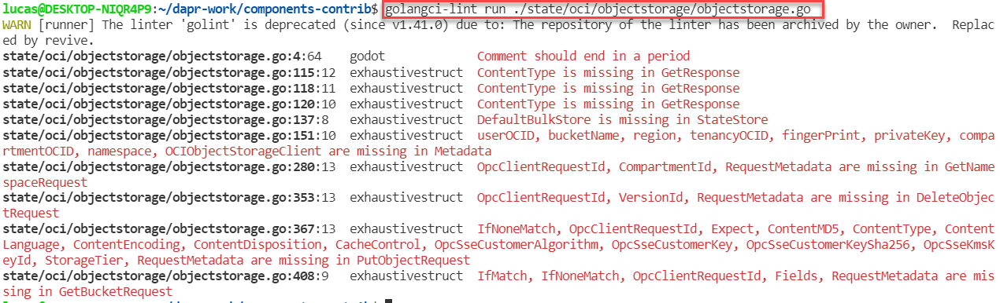 lucas@DESKTOP-NIQR4P9:~/dapr-work/components-contrib$ golangci-lint run ./state/oci/objectstorage/objectstorage.go
WARN [runner] The linter 'golint' is deprecated (since v1.41.0) due to: The repository of the linter has been archived by the owner.  Replac
ed by revive.
state/oci/objectstorage/objectstorage.go:4:64    godot            Comment should end in a period
state/oci/objectstorage/objectstorage.go:115:12  exhaustivestruct  ContentType is missing in GetResponse
state/oci/objectstorage/objectstorage.go:118:11  exhaustivestruct  ContentType is missing in GetResponse
state/oci/objectstorage/objectstorage.go:120:10  exhaustivestruct  ContentType is missing in GetResponse
state/oci/objectstorage/objectstorage.go:137:8   exhaustivestruct  DefaultBulkStore is missing in StateStore
state/oci/objectstorage/objectstorage.go:151:10  exhaustivestruct  userOCID, bucketName, region, tenancyOCID, fingerPrint, privateKey, compa
rtmentOCID, namespace, OCIObjectStorageClient are missing in Metadata
state/oci/objectstorage/objectstorage.go:280:13  exhaustivestruct  OpcClientRequestId, CompartmentId, RequestMetadata are missing in GetName
spaceRequest
state/oci/objectstorage/objectstorage.go:353:13  exhaustivestruct  OpcClientRequestId, VersionId, RequestMetadata are missing in DeleteObjec
tRequest
state/oci/objectstorage/objectstorage.go:367:13  exhaustivestruct  IfNoneMatch, OpcClientRequestId, Expect, ContentMD5, ContentType, Content
Language, ContentEncoding, ContentDisposition, CacheControl, OpcSseCustomerAlgorithm, OpcSseCustomerKey, OpcSseCustomerKeySha256, OpcSseKmsK
eyId, StorageTier, RequestMetadata are missing in PutObjectRequest
state/oci/objectstorage/objectstorage.go:408:9   exhaustivestruct  IfMatch, IfNoneMatch, OpcClientRequestId, Fields, RequestMetadata are mis
sing in GetBucketRequest